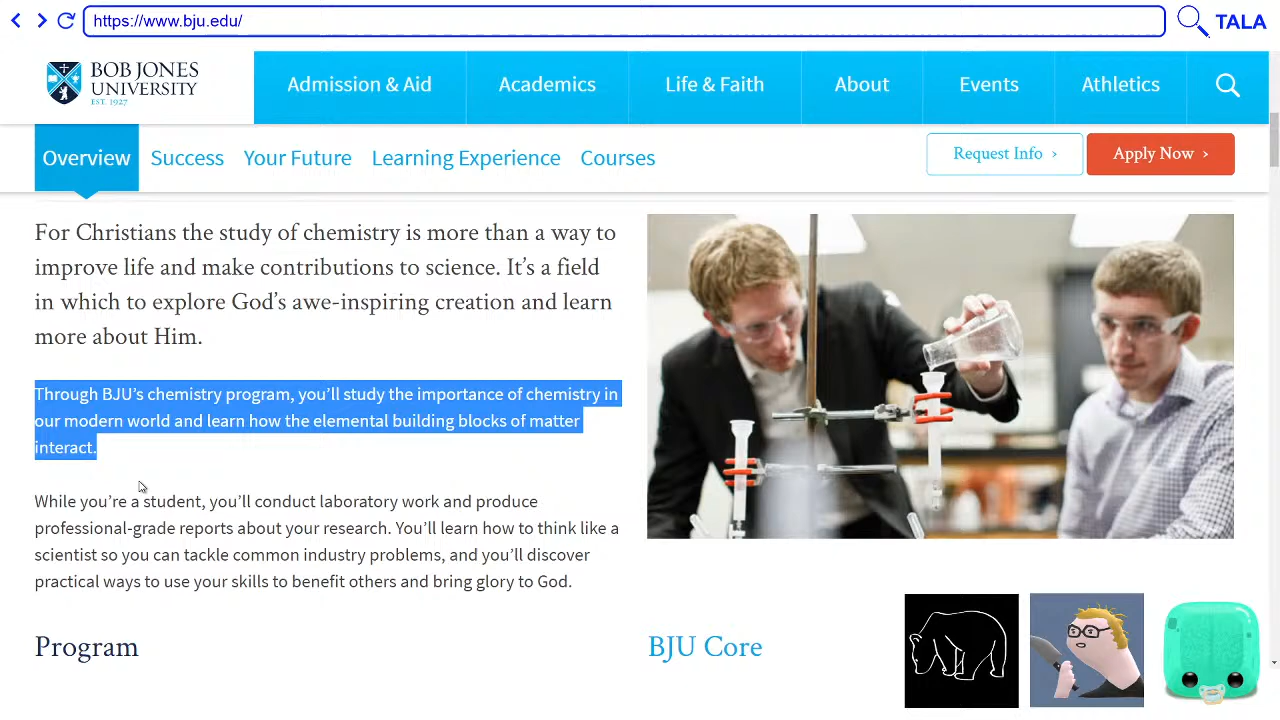 https://www.bju.edu/
TALA
BOB JONES
UNIVERSITY
EST. 1927
Admission & Aid
Academics
Life & Faith
About
Events
Athletics
Overview
Success
Your Future
Learning Experience
Courses
Request Info ›
Apply Now ›
For Christians the study of chemistry is more than a way to
improve life and make contributions to science. It’s a field
in which to explore God’s awe-inspiring creation and learn
more about Him.
Through BJU’s chemistry program, you’ll study the importance of chemistry in
our modern world and learn how the elemental building blocks of matter
interact.
While you’re a student, you’ll conduct laboratory work and produce
professional-grade reports about your research. You’ll learn how to think like a
scientist so you can tackle common industry problems, and you’ll discover
practical ways to use your skills to benefit others and bring glory to God.
Program
BJU Core